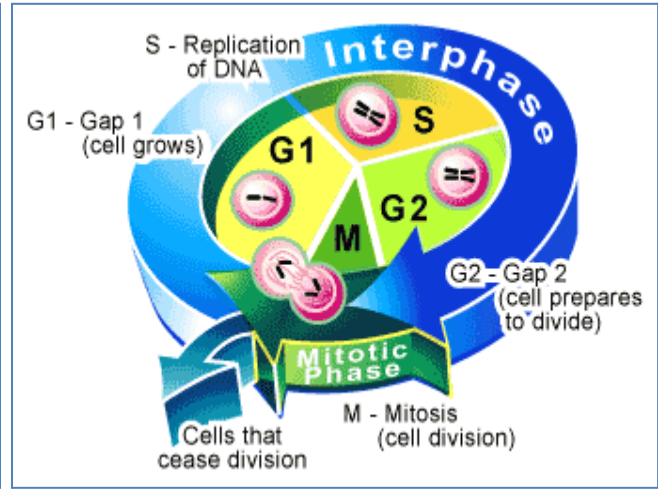 S - Replication
of DNA
Interphase
G1 - Gap 1
(cell grows)
G1
S
G2
M
G2 - Gap 2
(cell prepares
to divide)
Mitotic
Phase
M - Mitosis
(cell division)
Cells that
cease division